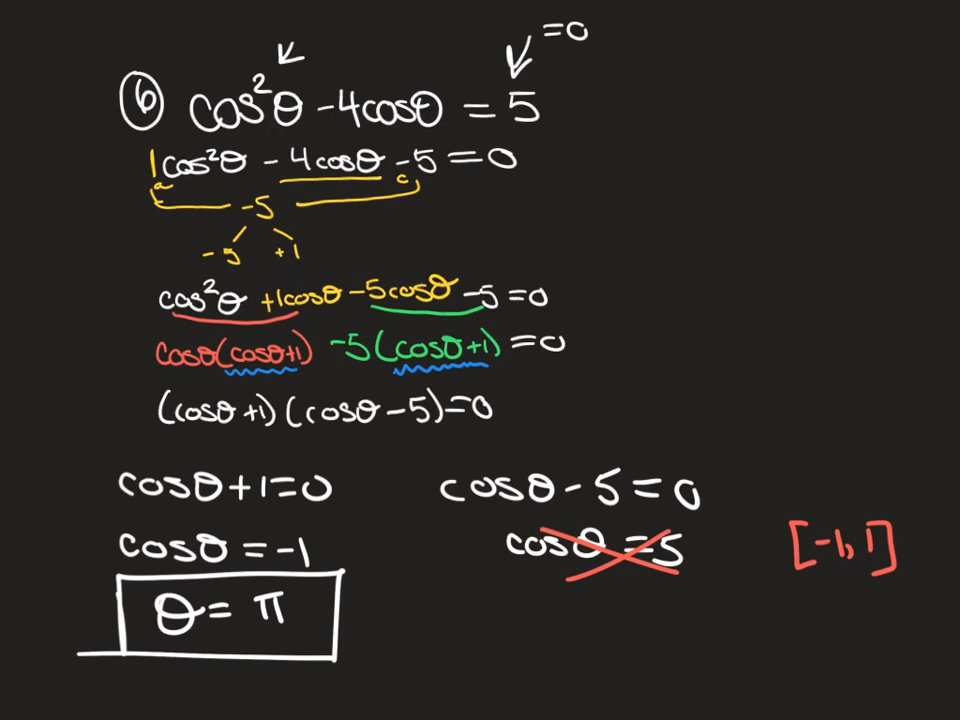 =0
⑥ cos²θ -4cosθ = 5
1cos²θ - 4cosθ -5 = 0
a c
-5
-5 +1
cos²θ +1cosθ -5cosθ -5 = 0
cosθ(cosθ+1) -5(cosθ+1) = 0
(cosθ+1)(cosθ-5)=0
cosθ+1=0 cosθ-5=0
cosθ = -1 cosθ =5 [-1,1]
θ= π